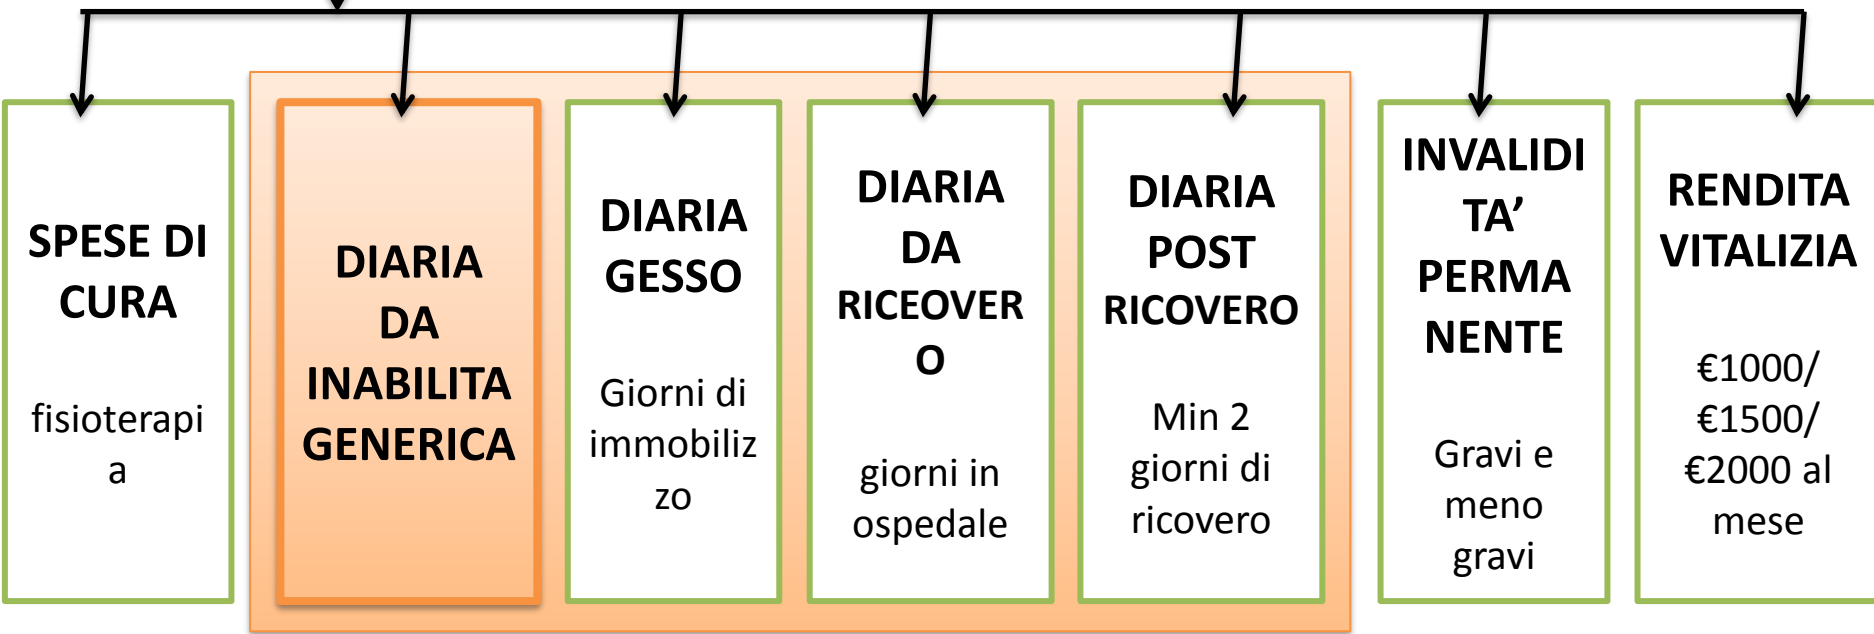 SPESE DI
CURA
fisioterapi
a
DIARIA
DA
INABILITA
GENERICA
DIARIA
GESSO
Giorni di
immobiliz
zo
DIARIA
DA
RICEOVER
O
giorni in
ospedale
DIARIA
POST
RICOVERO
Min 2
giorni di
ricovero
INVALIDI
TA’
PERMA
NENTE
Gravi e
meno
gravi
RENDITA
VITALIZIA
€1000/
€1500/
€2000 al
mese